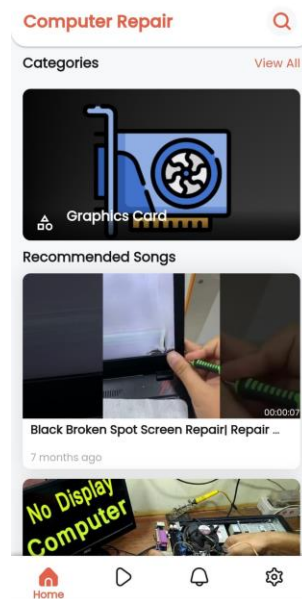 Computer Repair
Categories
View All
Graphics Card
Recommended Songs
00:00:07
Black Broken Spot Screen Repair| Repair ...
7 months ago
No Display
Computer
Home